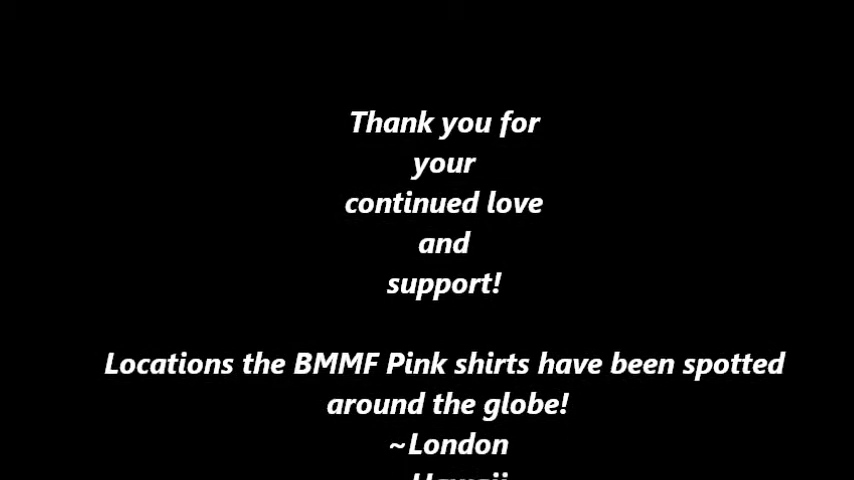 Thank you for
your
continued love
and
support!
Locations the BMMF Pink shirts have been spotted
around the globe!
~London
Hawaii